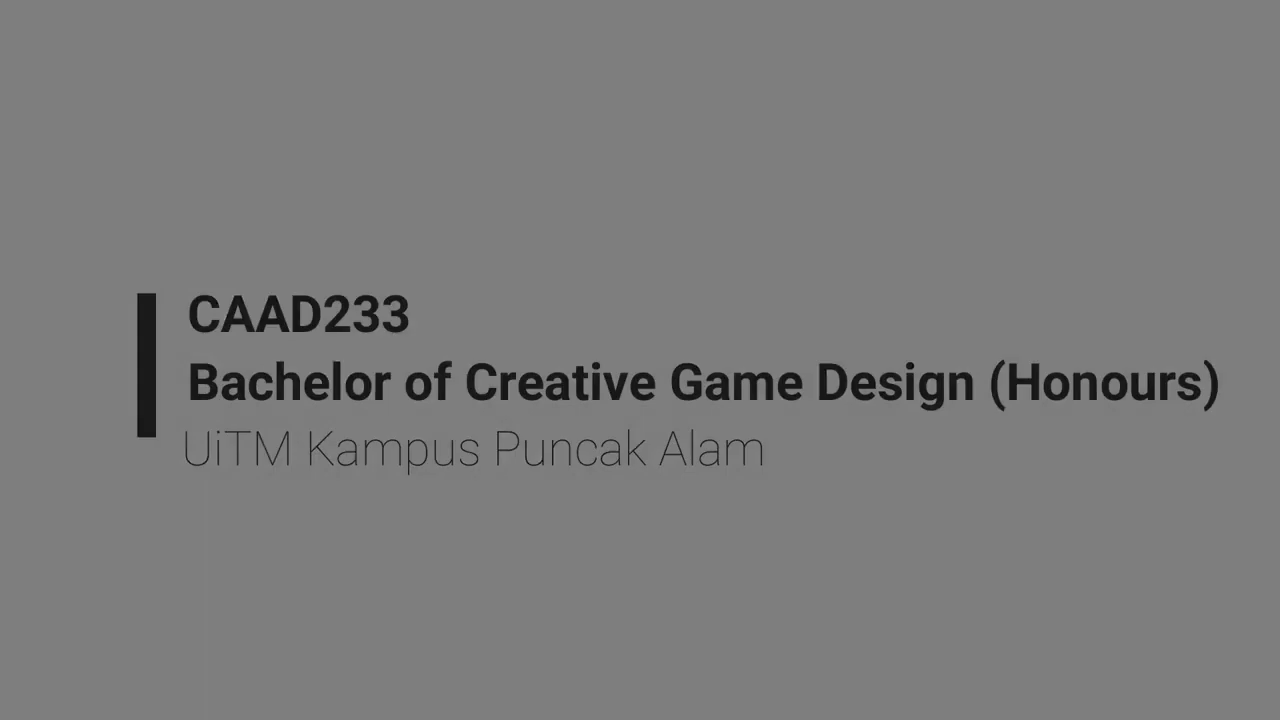 CAAD233
Bachelor of Creative Game Design (Honours)
UiTM Kampus Puncak Alam